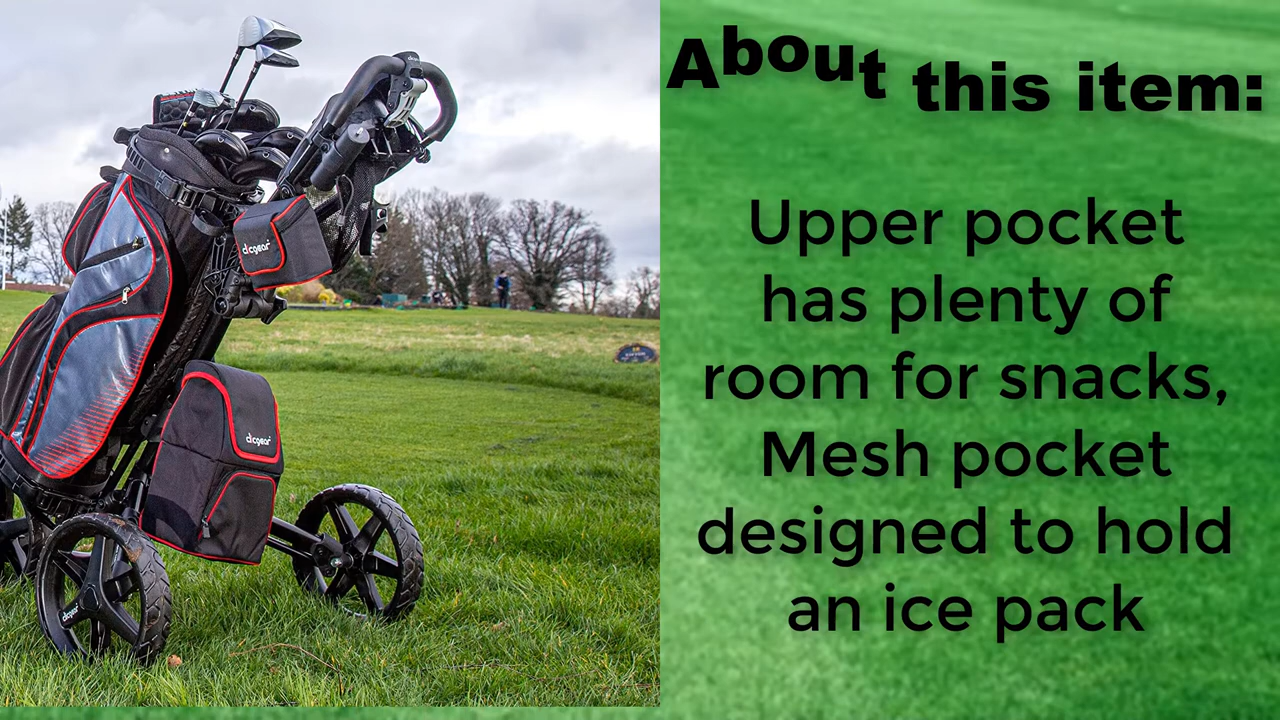 About this item:
Upper pocket
has plenty of
room for snacks,
Mesh pocket
designed to hold
an ice pack
clicgear
clicgear
clicgear